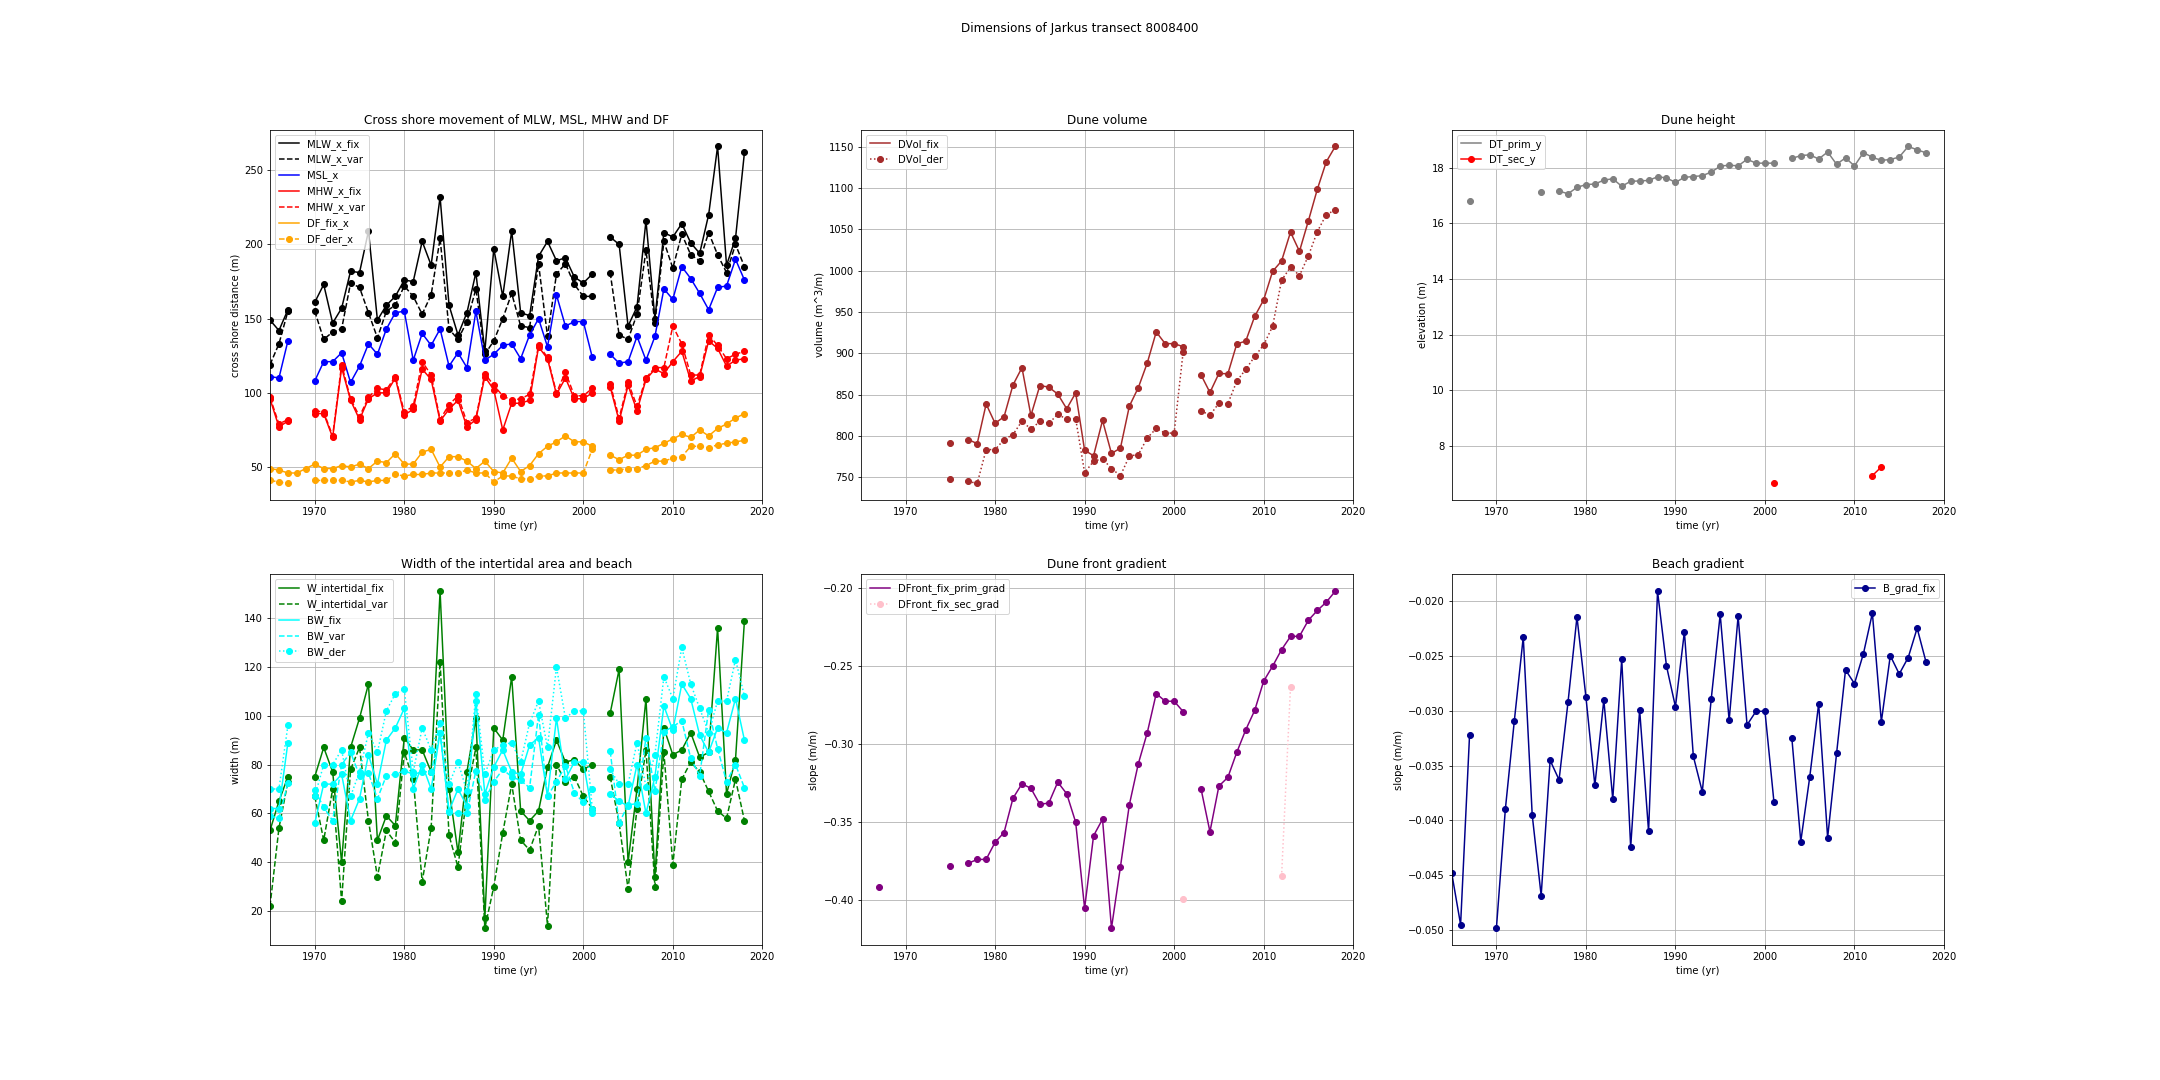 Dimensions of Jarkus transect 8008400
Cross shore movement of MLW, MSL, MHW and DF
MLW_x_fix
MLW_x_var
MSL_x
MHW_x_fix
MHW_x_var
DF_fix_x
DF_der_x
250
200
150
100
50
cross shore distance (m)
1970 1980 1990 2000 2010 2020
time (yr)
Dune volume
DVol_fix
DVol_der
1150
1100
1050
1000
950
900
850
800
750
volume (m^3/m)
1970 1980 1990 2000 2010 2020
time (yr)
Dune height
DT_prim_y
DT_sec_y
18
16
14
12
10
8
elevation (m)
1970 1980 1990 2000 2010 2020
time (yr)
Width of the intertidal area and beach
W_intertidal_fix
W_intertidal_var
BW_fix
BW_var
BW_der
140
120
100
80
60
40
20
width (m)
1970 1980 1990 2000 2010 2020
time (yr)
Dune front gradient
DFront_fix_prim_grad
DFront_fix_sec_grad
−0.20
−0.25
−0.30
−0.35
−0.40
slope (m/m)
1970 1980 1990 2000 2010 2020
time (yr)
Beach gradient
B_grad_fix
−0.020
−0.025
−0.030
−0.035
−0.040
−0.045
−0.050
slope (m/m)
1970 1980 1990 2000 2010 2020
time (yr)